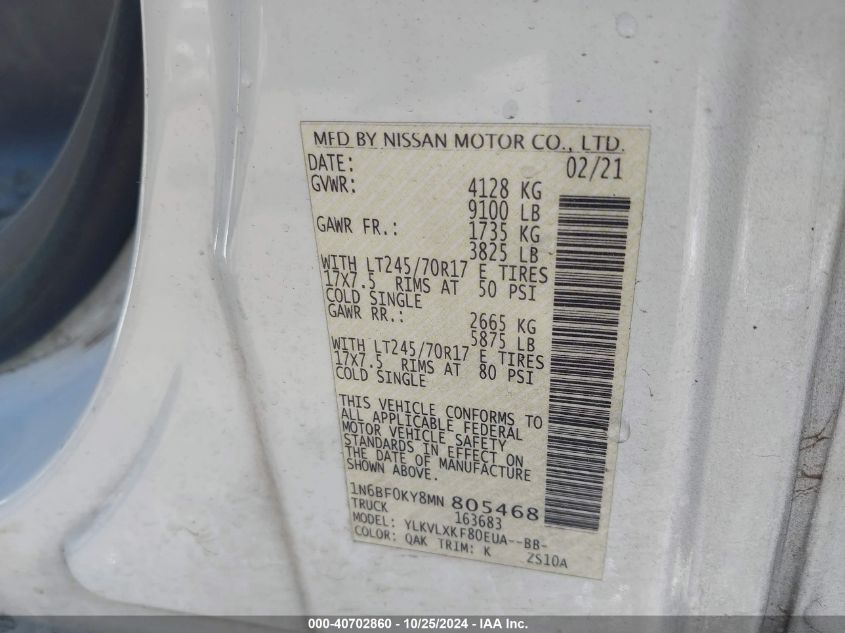 MFD BY NISSAN MOTOR CO., LTD.
DATE: 02/21
GVWR: 4128 KG
9100 LB
GAWR FR.: 1735 KG
3825 LB
WITH LT245/70R17 E TIRES
17X7.5 RIMS AT 50 PSI
COLD SINGLE
GAWR RR.: 2665 KG
5875 LB
WITH LT245/70R17 E TIRES
17X7.5 RIMS AT 80 PSI
COLD SINGLE
THIS VEHICLE CONFORMS TO
ALL APPLICABLE FEDERAL
MOTOR VEHICLE SAFETY
STANDARDS IN EFFECT ON
THE DATE OF MANUFACTURE
SHOWN ABOVE.
1N6BF0KY8MN 805468
TRUCK 163683
MODEL: YLKVLXKF80EUA--BB-
COLOR: QAK TRIM: K ZS10A
000-40702860 - 10/25/2024 - IAA Inc.